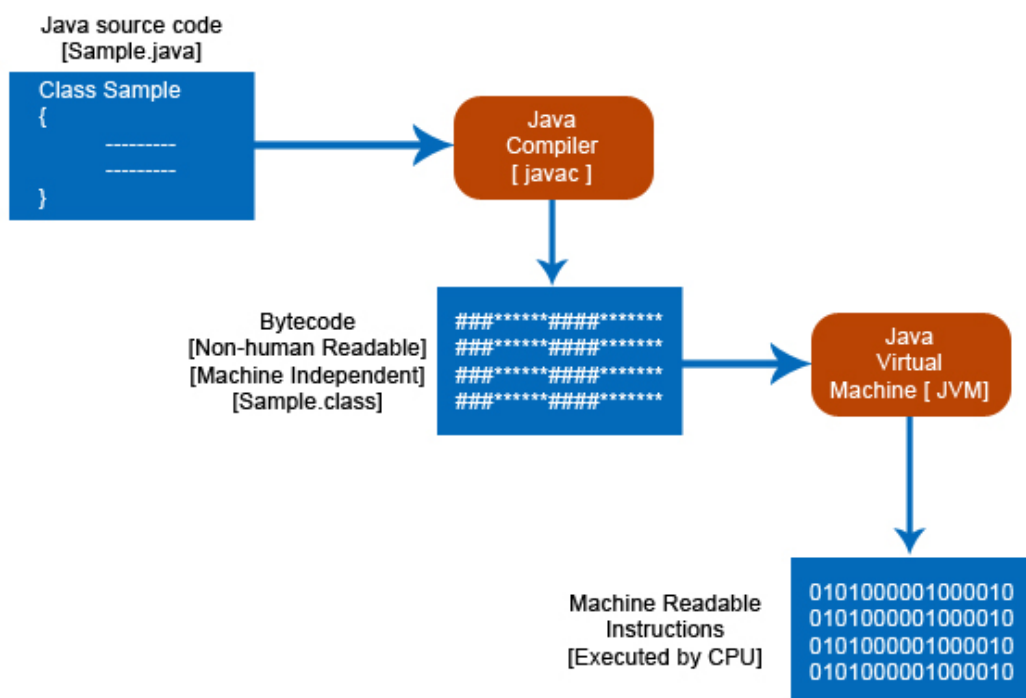 Java source code
[Sample.java]
Class Sample
{
---------
---------
}
Java
Compiler
[ javac ]
Bytecode
[Non-human Readable]
[Machine Independent]
[Sample.class]
###******####*******
###******####*******
###******####*******
###******####*******
Java
Virtual
Machine [ JVM]
Machine Readable
Instructions
[Executed by CPU]
0101000001000010
0101000001000010
0101000001000010
0101000001000010